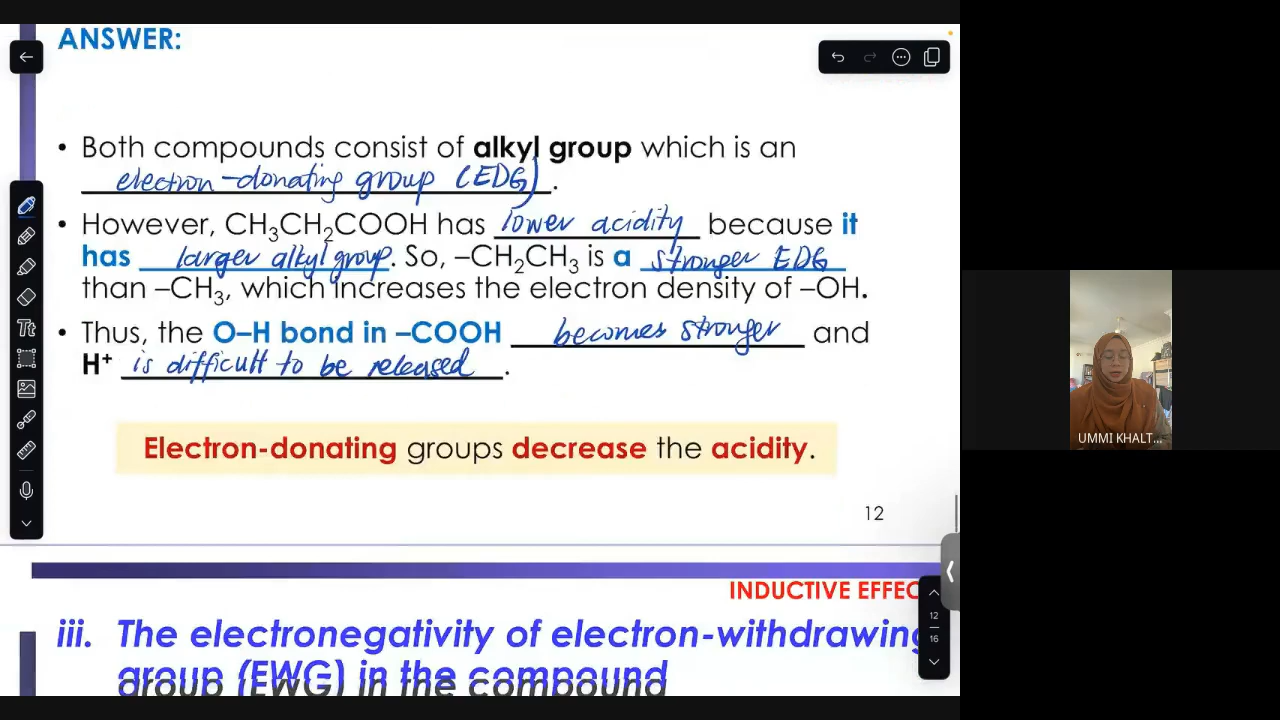 ANSWER:
• Both compounds consist of alkyl group which is an
electron-donating group (EDG).
• However, CH₃CH₂COOH has lower acidity because it
has larger alkyl group. So, –CH₂CH₃ is a stronger EDG
than –CH₃, which increases the electron density of –OH.
• Thus, the O–H bond in –COOH becomes stronger and
H⁺ is difficult to be released.
Electron-donating groups decrease the acidity.
12
INDUCTIVE EFFEC
iii. The electronegativity of electron-withdrawing
group (EWG) in the compound
Tt
12
16
UMMI KHALT...